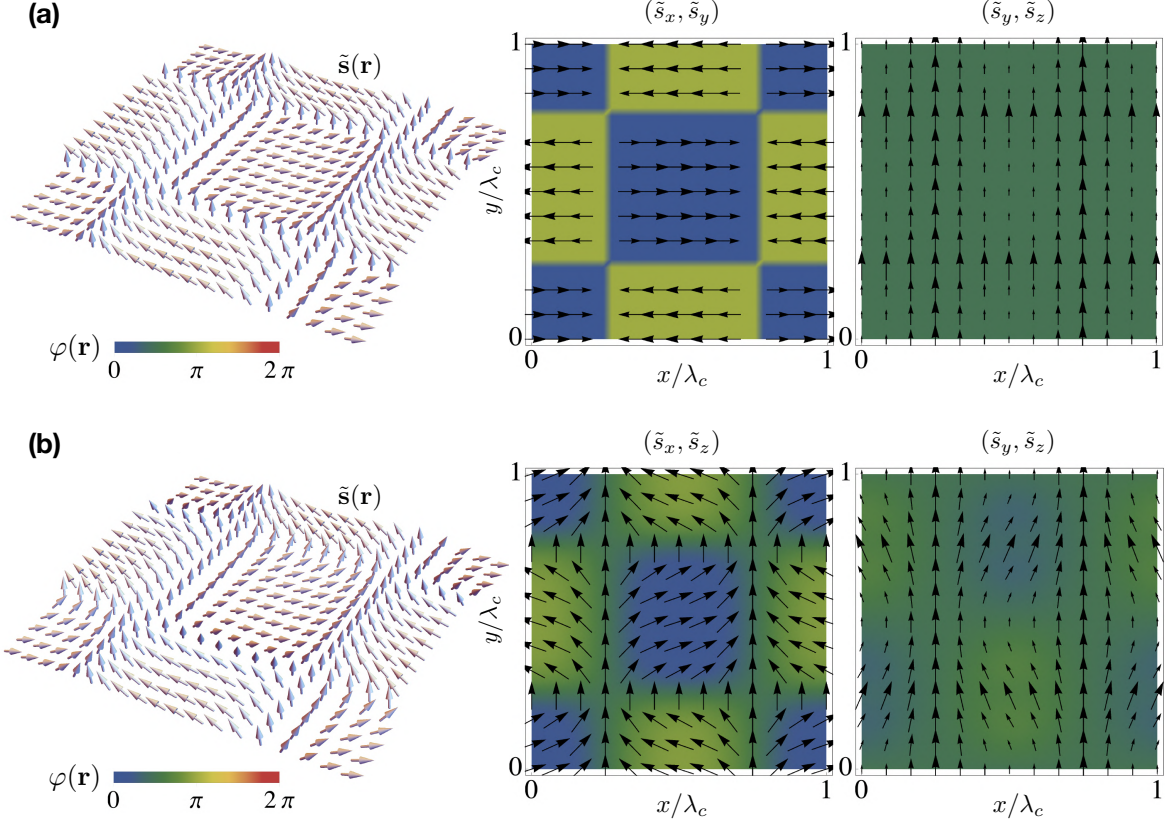 (a)
s̃(r)
φ(r)
0 π 2 π
(s̃x, s̃y)
1
y/λc
0
0 1
x/λc
(s̃y, s̃z)
1
0
0 1
x/λc
(b)
s̃(r)
φ(r)
0 π 2 π
(s̃x, s̃z)
1
y/λc
0
0 1
x/λc
(s̃y, s̃z)
1
0
0 1
x/λc